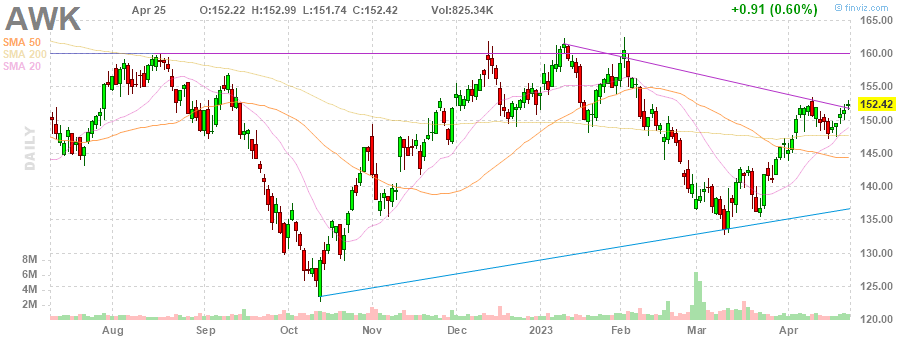 AWK
Apr 25 O:152.22 H:152.99 L:151.74 C:152.42 Vol:825.34K
© finviz.com
+0.91 (0.60%)
SMA 50
SMA 200
SMA 20
DAILY
165.00
160.00
155.00
152.42
150.00
145.00
140.00
135.00
130.00
125.00
120.00
8M
6M
4M
2M
Aug Sep Oct Nov Dec 2023 Feb Mar Apr